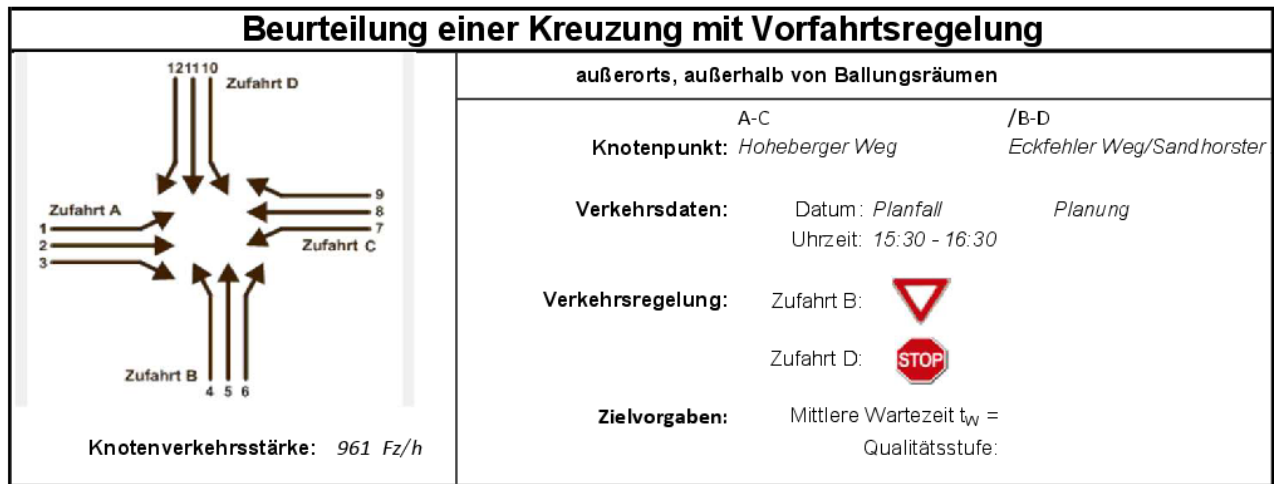 Beurteilung einer Kreuzung mit Vorfahrtsregelung
121110
Zufahrt D
Zufahrt A
1
2
3
9
8
7
Zufahrt C
Zufahrt B
4 5 6
Knotenverkehrsstärke: 961 Fz/h
außerorts, außerhalb von Ballungsräumen
A-C /B-D
Knotenpunkt: Hoheberger Weg Eckfehler Weg/Sandhorster
Verkehrsdaten: Datum: Planfall Planung
Uhrzeit: 15:30 - 16:30
Verkehrsregelung: Zufahrt B:
Zufahrt D: STOP
Zielvorgaben: Mittlere Wartezeit tW =
Qualitätsstufe: